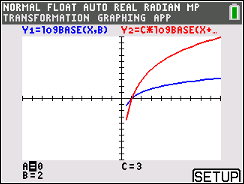 NORMAL FLOAT AUTO REAL RADIAN MP
TRANSFORMATION GRAPHING APP
Y1=logBASE(X,B) Y2=C*logBASE(X+…
A=0 C=3
B=2
SETUP